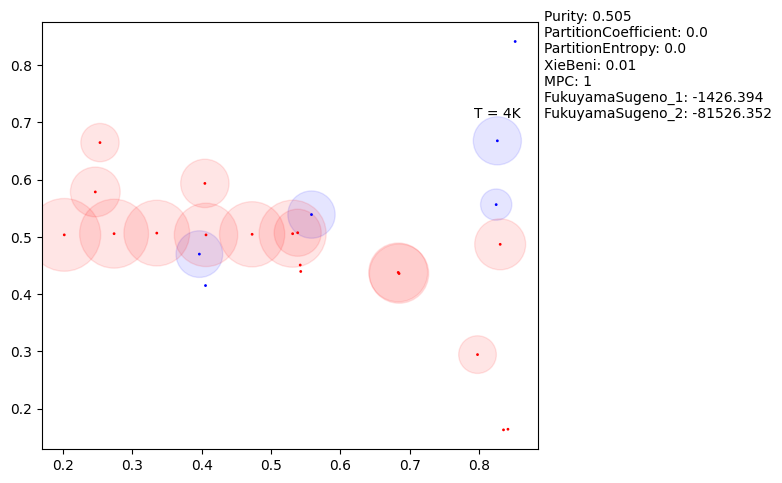 Purity: 0.505
PartitionCoefficient: 0.0
PartitionEntropy: 0.0
XieBeni: 0.01
MPC: 1
FukuyamaSugeno_1: -1426.394
FukuyamaSugeno_2: -81526.352
T = 4K
0.8
0.7
0.6
0.5
0.4
0.3
0.2
0.2 0.3 0.4 0.5 0.6 0.7 0.8